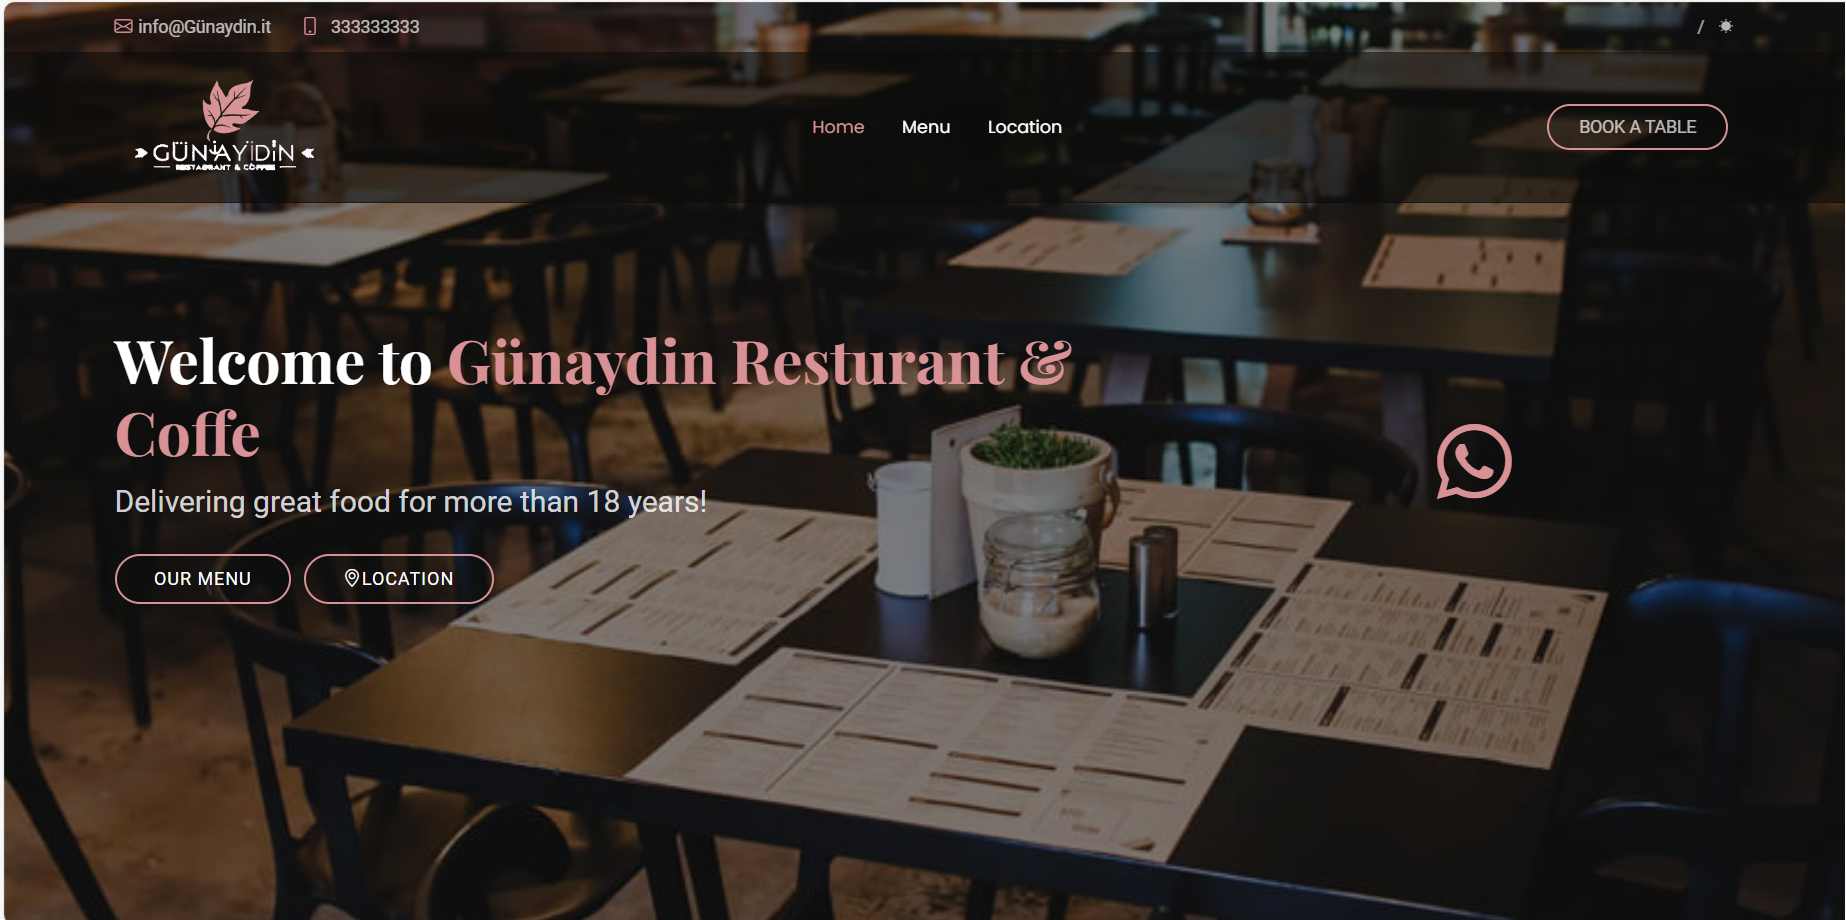 info@Günaydin.it 333333333 /
GÜNAYDIN
RESTAURANT & COFFEE
Home Menu Location
BOOK A TABLE
Welcome to Günaydin Resturant &
Coffe
Delivering great food for more than 18 years!
OUR MENU LOCATION